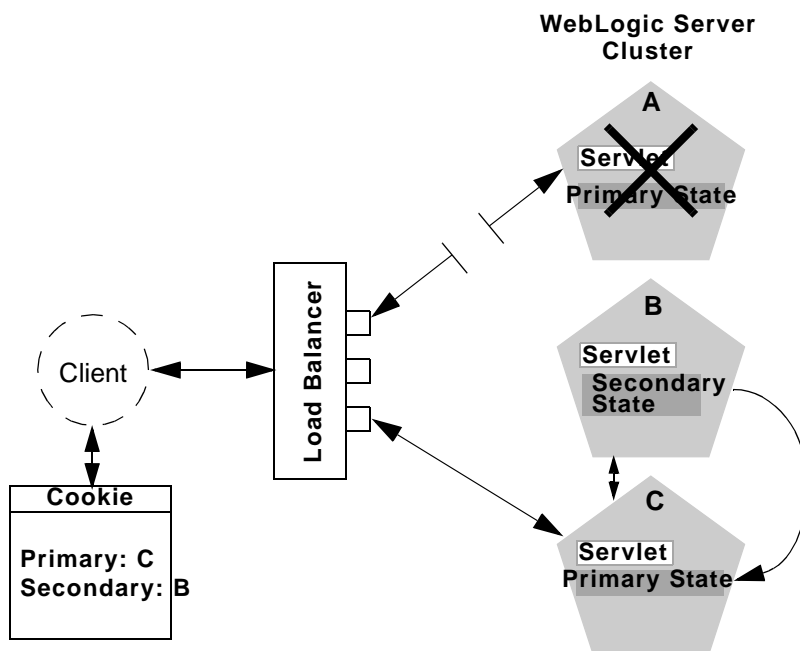 WebLogic Server
Cluster
A
Servlet
Primary State
B
Servlet
Secondary
State
C
Servlet
Primary State
Load Balancer
Client
Cookie
Primary: C
Secondary: B